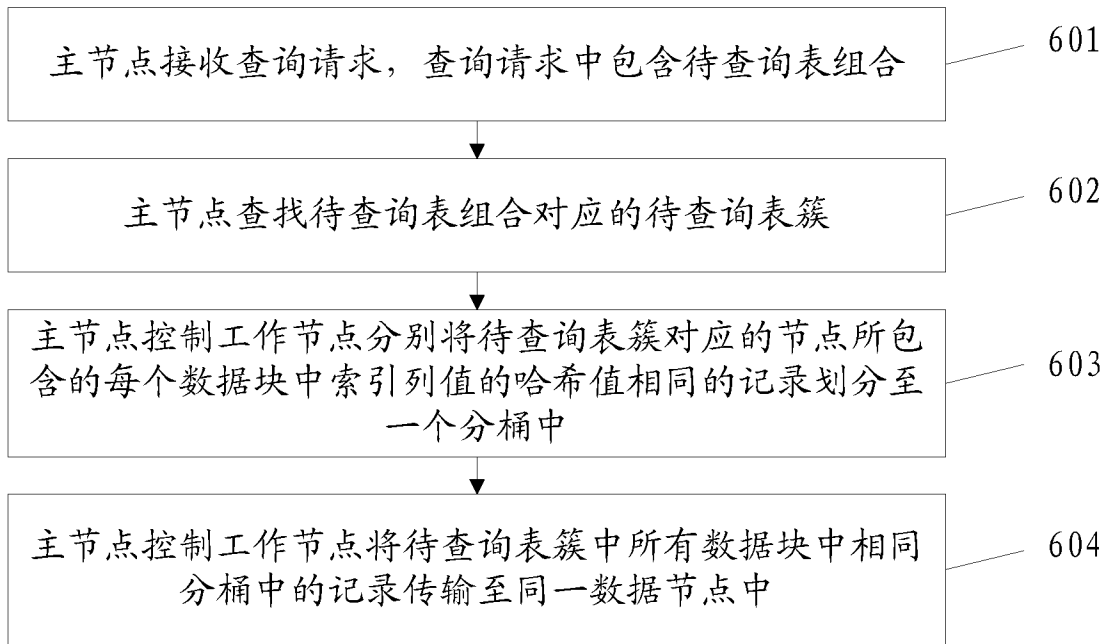 主节点接收查询请求，查询请求中包含待查询表组合
601
主节点查找待查询表组合对应的待查询表簇
602
主节点控制工作节点分别将待查询表簇对应的节点所包
含的每个数据块中索引列值的哈希值相同的记录划分至
一个分桶中
603
主节点控制工作节点将待查询表簇中所有数据块中相同
分桶中的记录传输至同一数据节点中
604